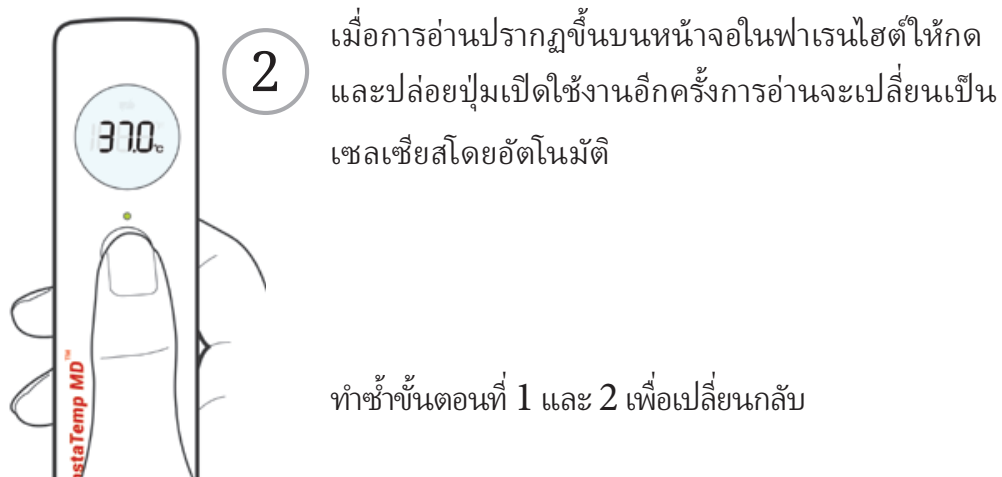 2
เมื่อการอ่านปรากฏขึ้นบนหน้าจอในฟาเรนไฮต์ให้กด
และปล่อยปุ่มเปิดใช้งานอีกครั้งการอ่านจะเปลี่ยนเป็น
เซลเซียสโดยอัตโนมัติ
37.0 °C
staTemp MD™
ทำซ้ำขั้นตอนที่ 1 และ 2 เพื่อเปลี่ยนกลับ